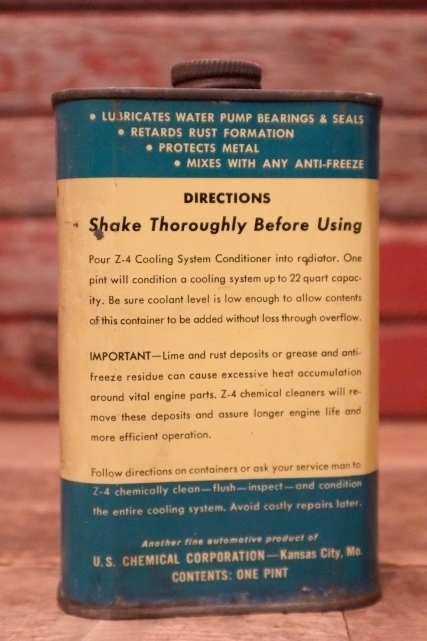 • LUBRICATES WATER PUMP BEARINGS & SEALS
• RETARDS RUST FORMATION
• PROTECTS METAL
• MIXES WITH ANY ANTI-FREEZE
DIRECTIONS
Shake Thoroughly Before Using
Pour Z-4 Cooling System Conditioner into radiator. One
pint will condition a cooling system up to 22 quart capac-
ity. Be sure coolant level is low enough to allow contents
of this container to be added without loss through overflow.
IMPORTANT—Lime and rust deposits or grease and anti-
freeze residue can cause excessive heat accumulation
around vital engine parts. Z-4 chemical cleaners will re-
move these deposits and assure longer engine life and
more efficient operation.
Follow directions on containers or ask your service man to
Z-4 chemically clean—flush—inspect—and condition
the entire cooling system. Avoid costly repairs later.
Another fine automotive product of
U.S. CHEMICAL CORPORATION—Kansas City, Mo.
CONTENTS: ONE PINT